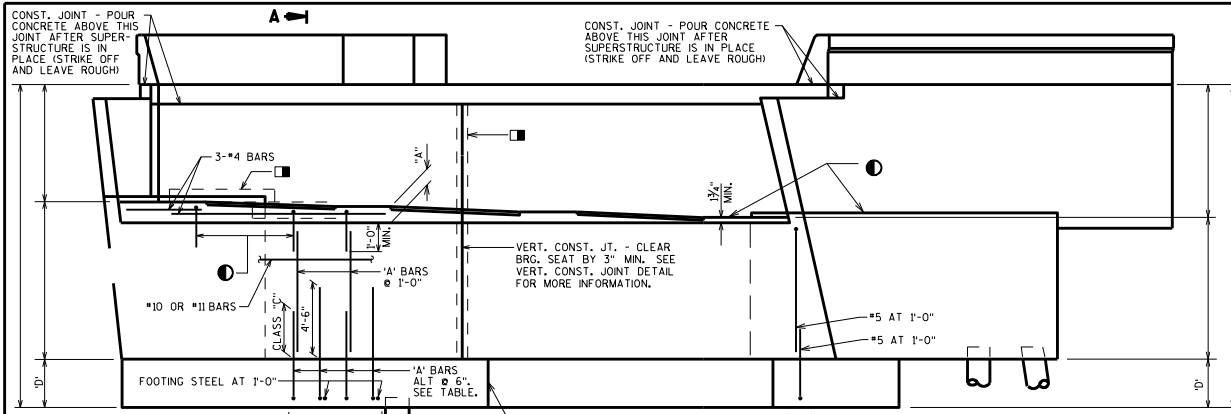 CONST. JOINT - POUR
CONCRETE ABOVE THIS
JOINT AFTER SUPER-
STRUCTURE IS IN
PLACE (STRIKE OFF
AND LEAVE ROUGH)
A
CONST. JOINT - POUR CONCRETE
ABOVE THIS JOINT AFTER
SUPERSTRUCTURE IS IN PLACE
(STRIKE OFF AND LEAVE ROUGH)
3-#4 BARS
"A"
1¾"
MIN.
1'-0"
MIN.
VERT. CONST. JT. - CLEAR
BRG. SEAT BY 3" MIN. SEE
VERT. CONST. JOINT DETAIL
FOR MORE INFORMATION.
'A' BARS
@ 1'-0"
#10 OR #11 BARS
CLASS "C"
4'-6"
#5 AT 1'-0"
#5 AT 1'-0"
'D'
FOOTING STEEL AT 1'-0"
'A' BARS
ALT @ 6".
SEE TABLE.
'D'